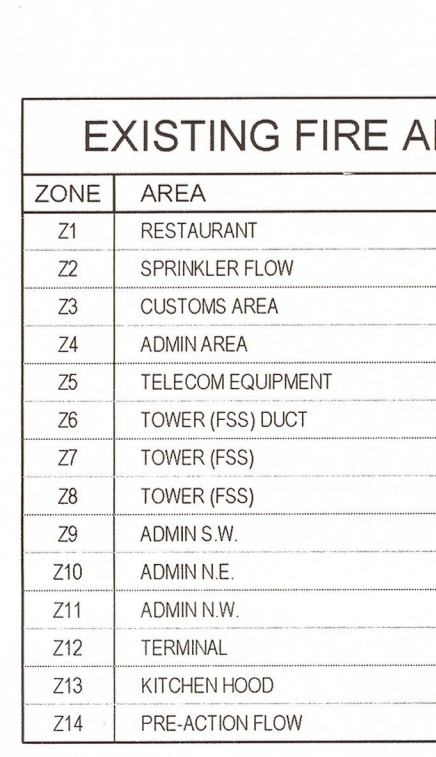 EXISTING FIRE
ZONE AREA
Z1 RESTAURANT
Z2 SPRINKLER FLOW
Z3 CUSTOMS AREA
Z4 ADMIN AREA
Z5 TELECOM EQUIPMENT
Z6 TOWER (FSS) DUCT
Z7 TOWER (FSS)
Z8 TOWER (FSS)
Z9 ADMIN S.W.
Z10 ADMIN N.E.
Z11 ADMIN N.W.
Z12 TERMINAL
Z13 KITCHEN HOOD
Z14 PRE-ACTION FLOW